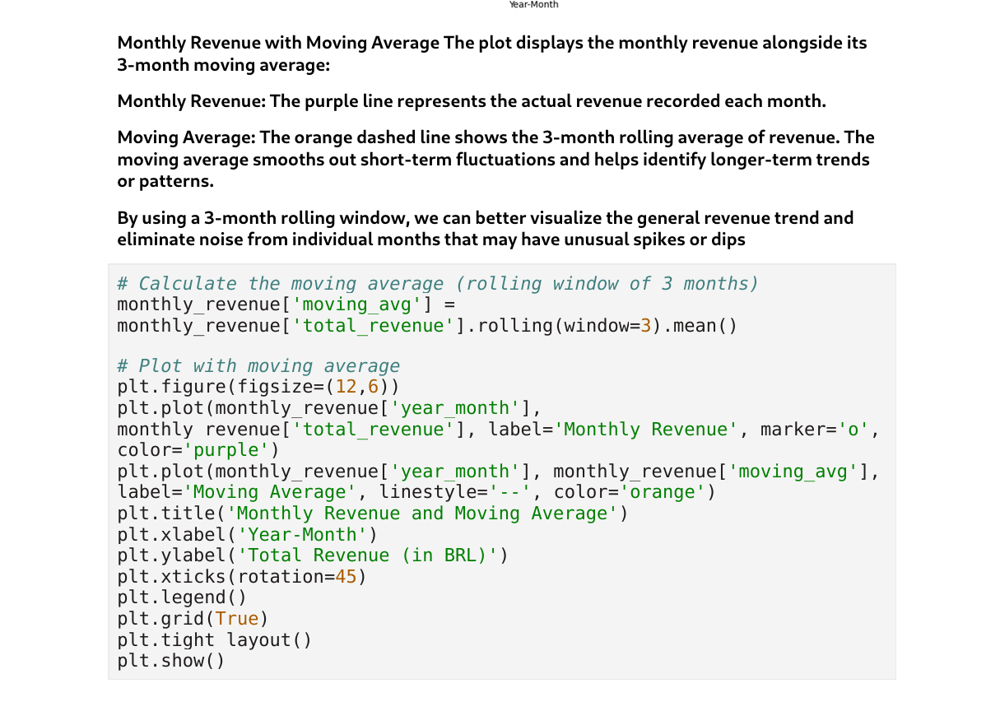 Year-Month
Monthly Revenue with Moving Average The plot displays the monthly revenue alongside its
3-month moving average:
Monthly Revenue: The purple line represents the actual revenue recorded each month.
Moving Average: The orange dashed line shows the 3-month rolling average of revenue. The
moving average smooths out short-term fluctuations and helps identify longer-term trends
or patterns.
By using a 3-month rolling window, we can better visualize the general revenue trend and
eliminate noise from individual months that may have unusual spikes or dips
# Calculate the moving average (rolling window of 3 months)
monthly_revenue['moving_avg'] =
monthly_revenue['total_revenue'].rolling(window=3).mean()
# Plot with moving average
plt.figure(figsize=(12,6))
plt.plot(monthly_revenue['year_month'],
monthly revenue['total_revenue'], label='Monthly Revenue', marker='o',
color='purple')
plt.plot(monthly_revenue['year_month'], monthly_revenue['moving_avg'],
label='Moving Average', linestyle='--', color='orange')
plt.title('Monthly Revenue and Moving Average')
plt.xlabel('Year-Month')
plt.ylabel('Total Revenue (in BRL)')
plt.xticks(rotation=45)
plt.legend()
plt.grid(True)
plt.tight layout()
plt.show()